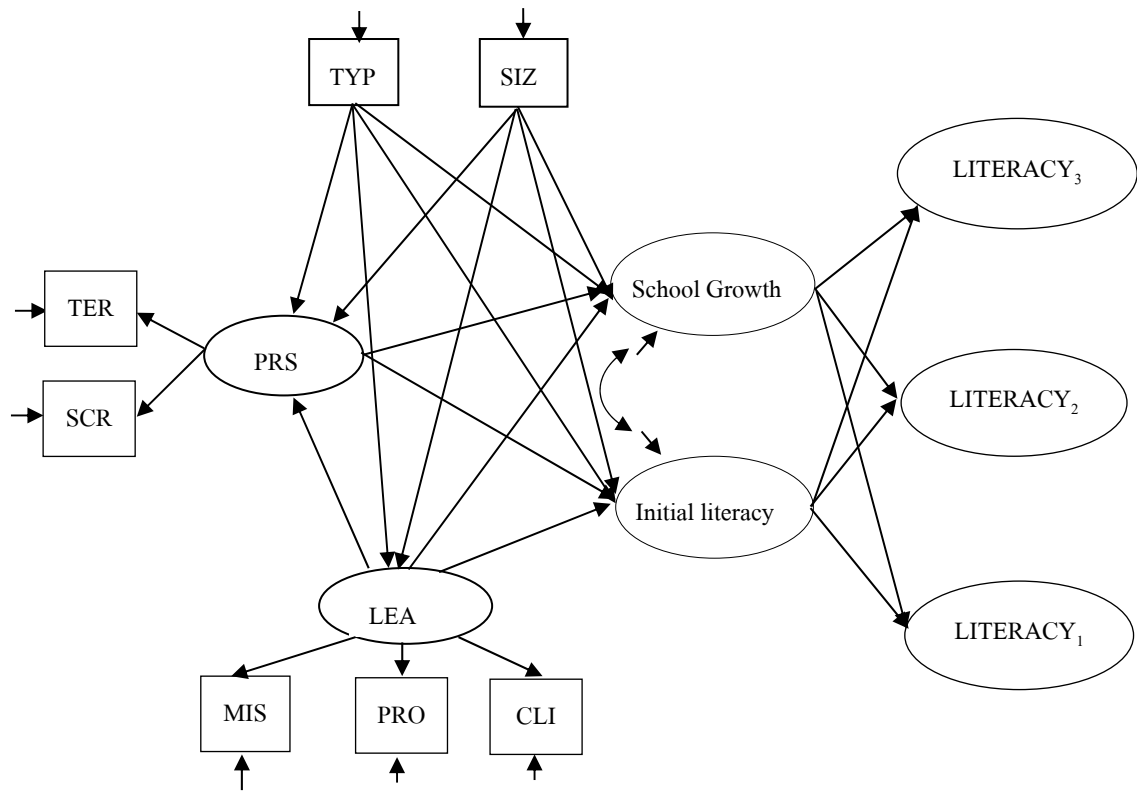 TYP
SIZ
LITERACY₃
School Growth
TER
PRS
SCR
LITERACY₂
Initial literacy
LEA
LITERACY₁
MIS
PRO
CLI